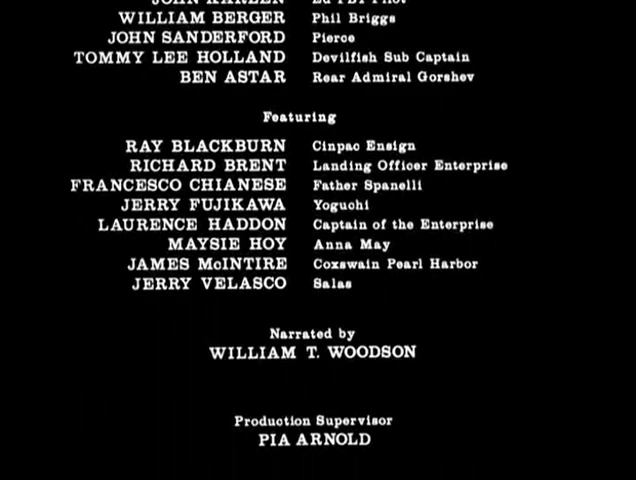 WILLIAM BERGER Phil Briggs
JOHN SANDERFORD Pierce
TOMMY LEE HOLLAND Devilfish Sub Captain
BEN ASTAR Rear Admiral Gorshev
Featuring
RAY BLACKBURN Cinpac Ensign
RICHARD BRENT Landing Officer Enterprise
FRANCESCO CHIANESE Father Spanelli
JERRY FUJIKAWA Yoguchi
LAURENCE HADDON Captain of the Enterprise
MAYSIE HOY Anna May
JAMES McINTIRE Coxswain Pearl Harbor
JERRY VELASCO Salas
Narrated by
WILLIAM T. WOODSON
Production Supervisor
PIA ARNOLD